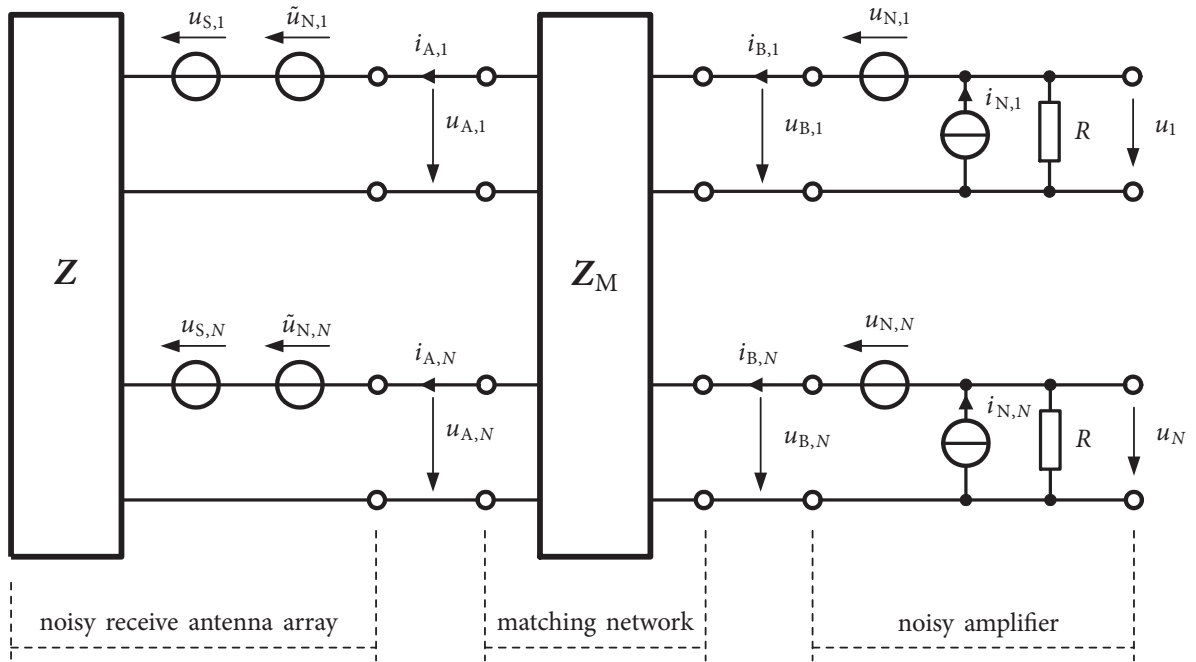 u_S,1 ũ_N,1 i_A,1 i_B,1 u_N,1
u_A,1 u_B,1 i_N,1 R u_1
Z Z_M
u_S,N ũ_N,N i_A,N i_B,N u_N,N
u_A,N u_B,N i_N,N R u_N
noisy receive antenna array matching network noisy amplifier